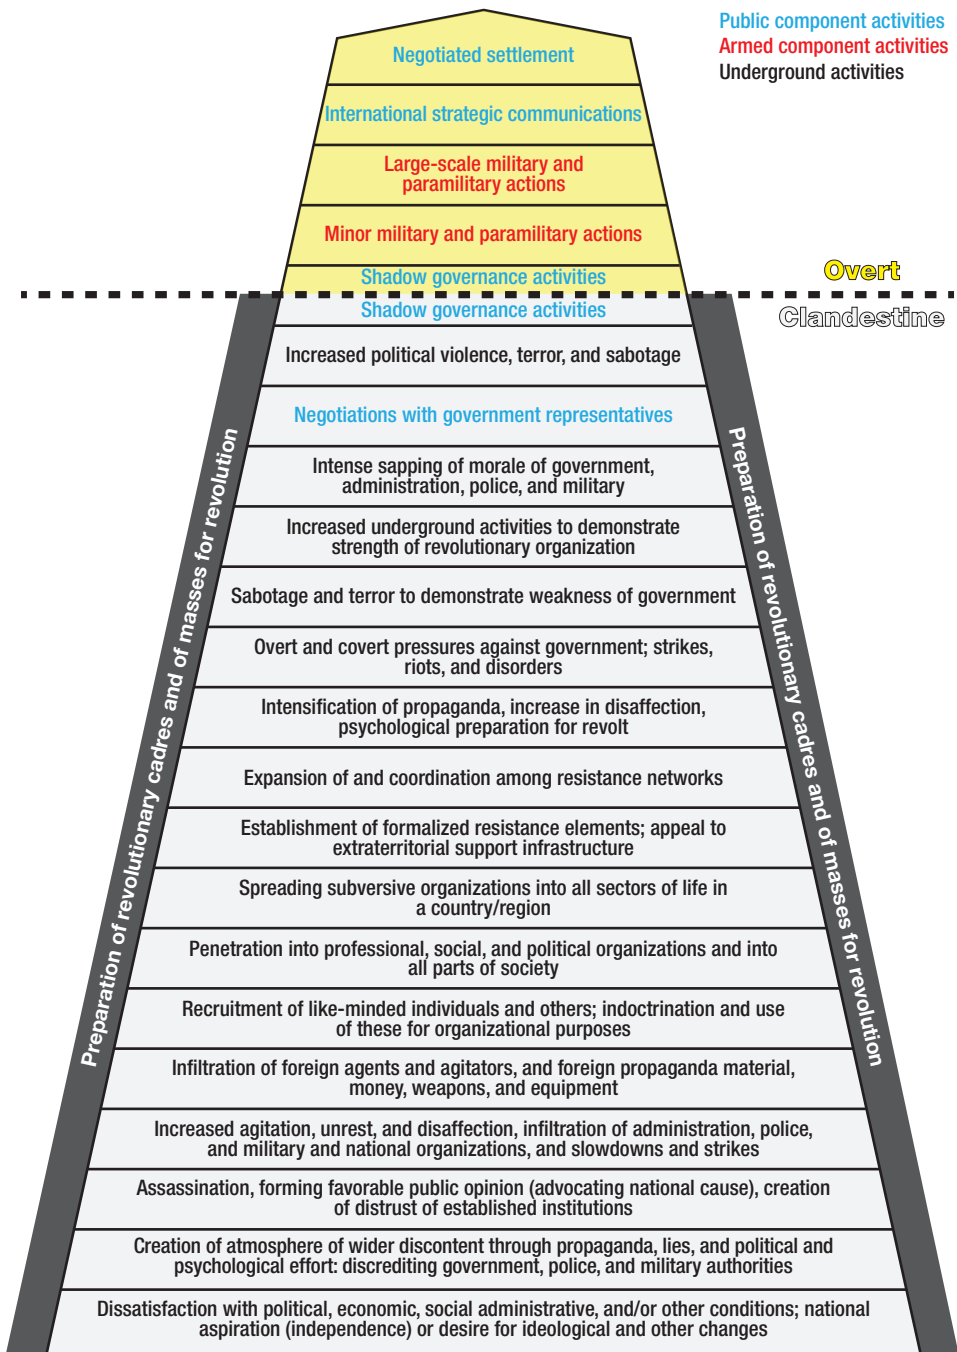 Public component activities
Armed component activities
Underground activities
Negotiated settlement
International strategic communications
Large-scale military and
paramilitary actions
Minor military and paramilitary actions
Shadow governance activities
Overt
Clandestine
Shadow governance activities
Increased political violence, terror, and sabotage
Negotiations with government representatives
Intense sapping of morale of government,
administration, police, and military
Increased underground activities to demonstrate
strength of revolutionary organization
Sabotage and terror to demonstrate weakness of government
Overt and covert pressures against government; strikes,
riots, and disorders
Intensification of propaganda, increase in disaffection,
psychological preparation for revolt
Expansion of and coordination among resistance networks
Establishment of formalized resistance elements; appeal to
extraterritorial support infrastructure
Spreading subversive organizations into all sectors of life in
a country/region
Penetration into professional, social, and political organizations and into
all parts of society
Recruitment of like-minded individuals and others; indoctrination and use
of these for organizational purposes
Infiltration of foreign agents and agitators, and foreign propaganda material,
money, weapons, and equipment
Increased agitation, unrest, and disaffection, infiltration of administration, police,
and military and national organizations, and slowdowns and strikes
Assassination, forming favorable public opinion (advocating national cause), creation
of distrust of established institutions
Creation of atmosphere of wider discontent through propaganda, lies, and political and
psychological effort: discrediting government, police, and military authorities
Dissatisfaction with political, economic, social administrative, and/or other conditions; national
aspiration (independence) or desire for ideological and other changes
Preparation of revolutionary cadres and of masses for revolution
Preparation of revolutionary cadres and of masses for revolution